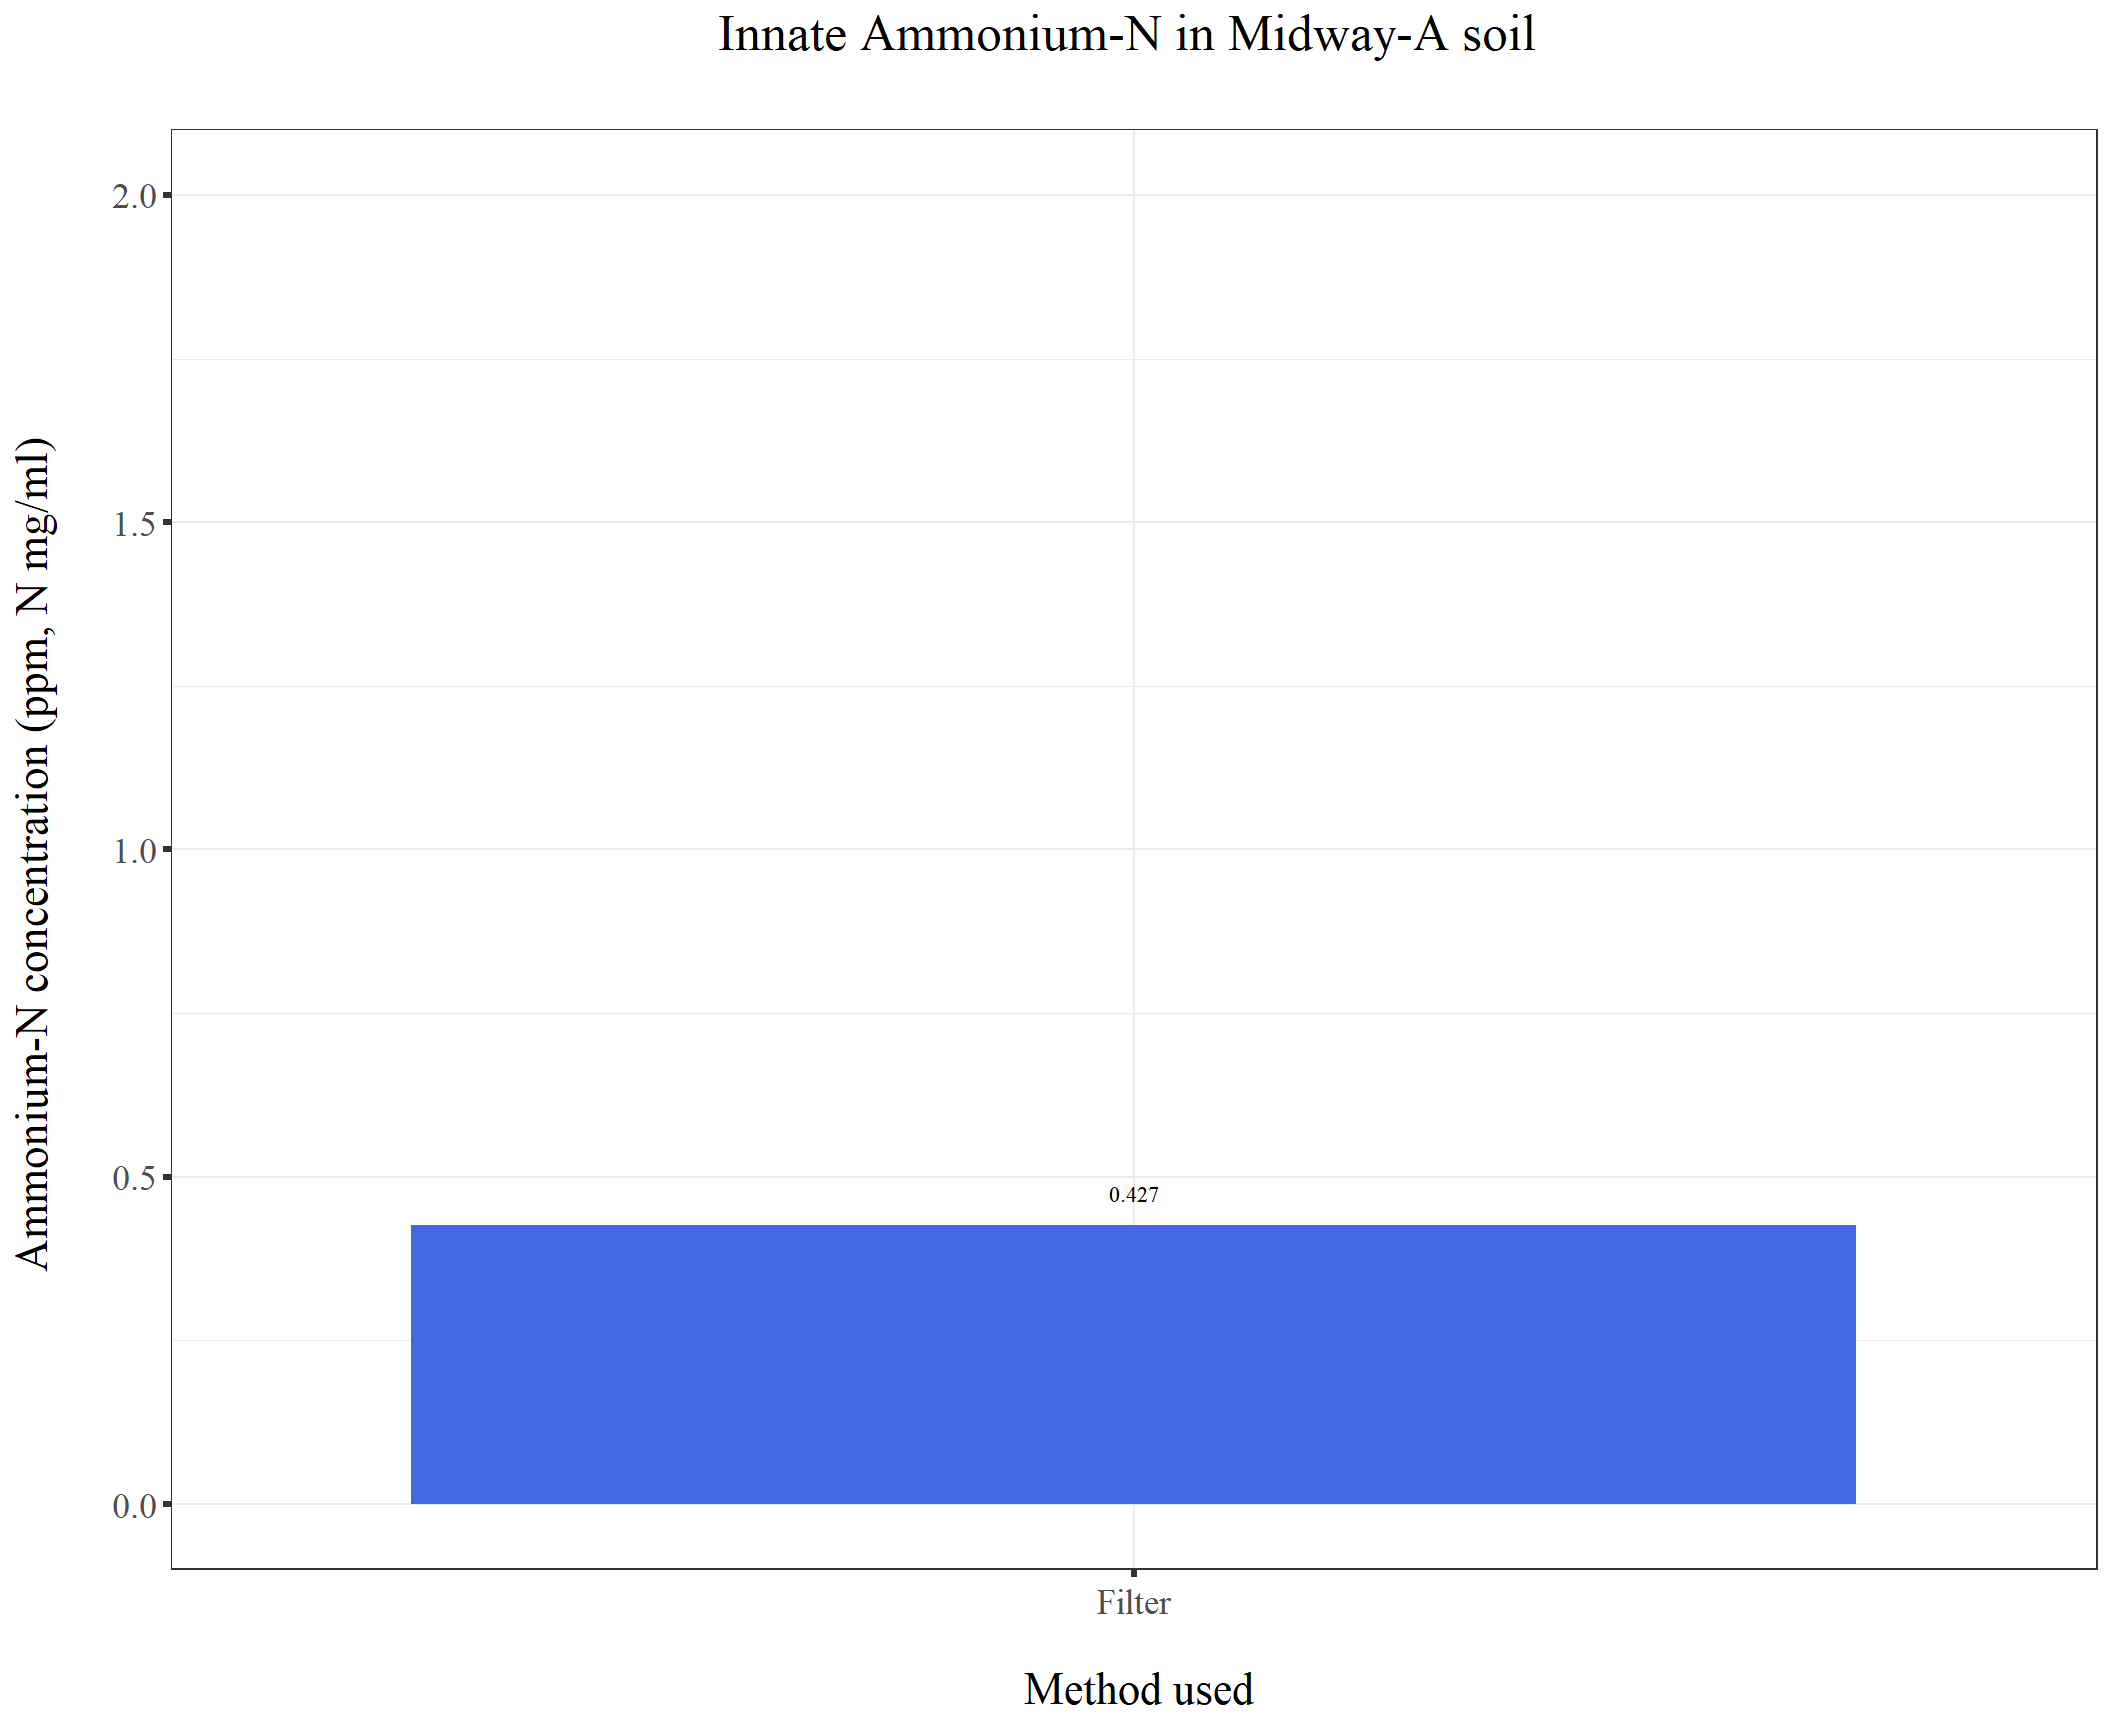 Innate Ammonium-N in Midway-A soil
Ammonium-N concentration (ppm, N mg/ml)
2.0
1.5
1.0
0.5
0.0
0.427
Filter
Method used